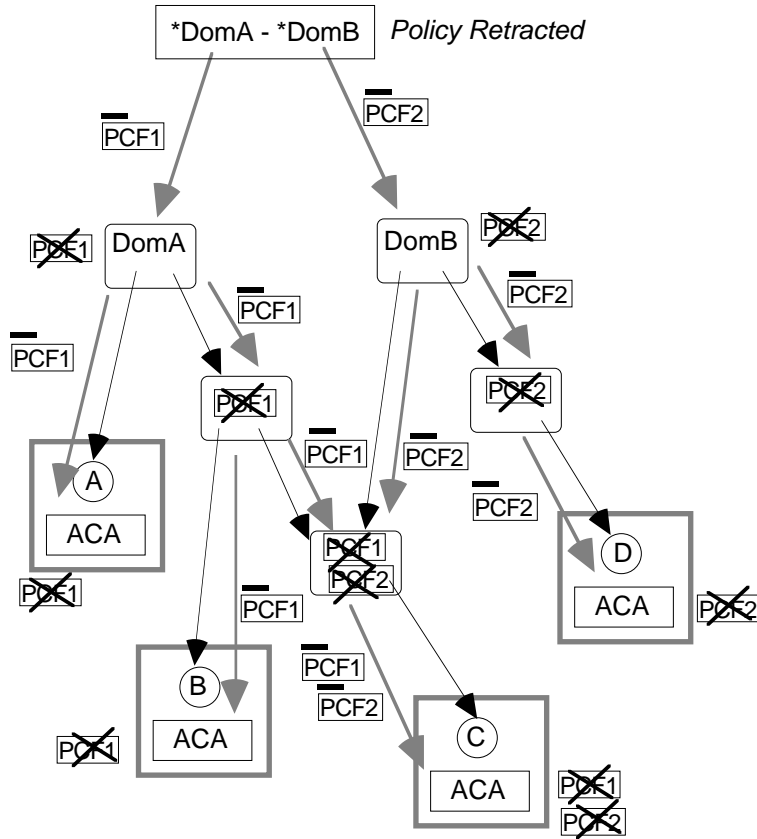 *DomA - *DomB
Policy Retracted
PCF1
PCF2
PCF1
DomA
DomB
PCF2
PCF1
PCF2
PCF1
PCF1
PCF2
PCF1
PCF2
A
ACA
PCF2
D
ACA
PCF1
PCF2
PCF1
PCF1
PCF2
PCF1
PCF2
B
ACA
PCF1
C
ACA
PCF1
PCF2